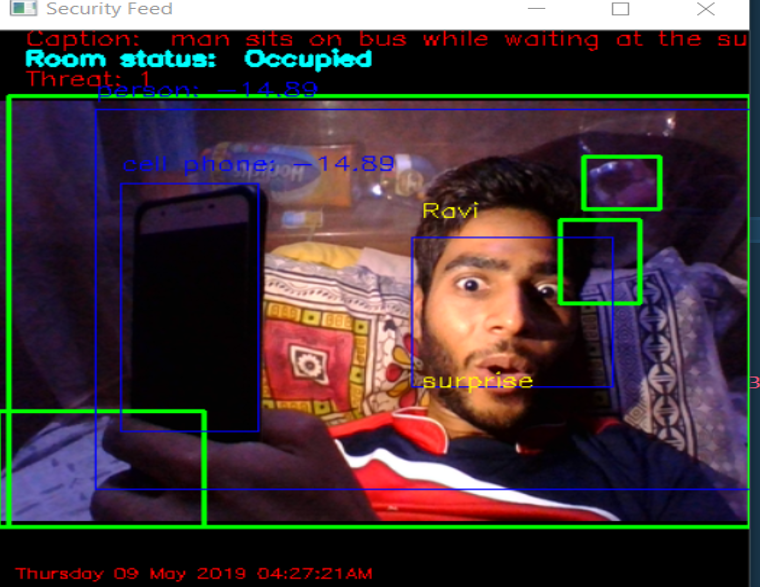 Security Feed
Caption: man sits on bus while waiting at the su
Room status: Occupied
Threat: 1
person: -14.89
cell phone: -14.89
Ravi
surprise
Thursday 09 May 2019 04:27:21AM